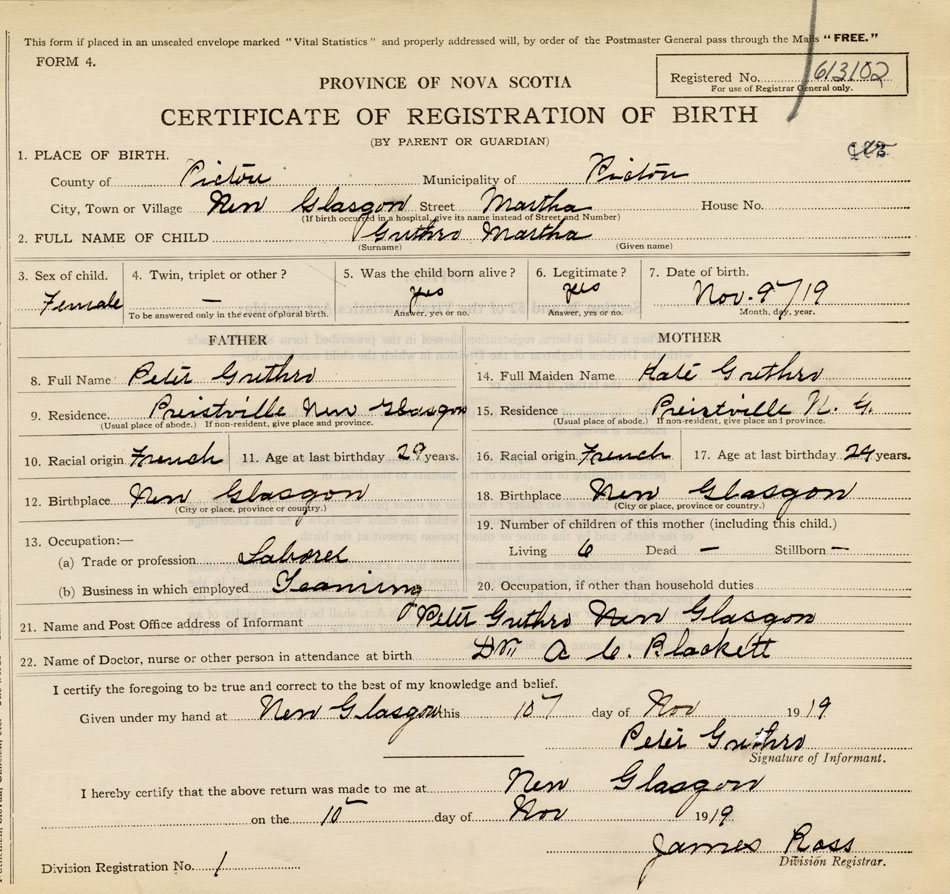 This form if placed in an unsealed envelope marked "Vital Statistics" and properly addressed will, by order of the Postmaster General pass through the Mails "FREE."
FORM 4.
Registered No. 613102
For use of Registrar General only.
PROVINCE OF NOVA SCOTIA
CERTIFICATE OF REGISTRATION OF BIRTH
(BY PARENT OR GUARDIAN)
1. PLACE OF BIRTH.
County of Pictou Municipality of Pictou
City, Town or Village New Glasgow Street Martha House No.
(If birth occured in a hospital, give its name instead of Street and Number)
2. FULL NAME OF CHILD Guthro Martha
(Surname) (Given name)
3. Sex of child. 4. Twin, triplet or other? 5. Was the child born alive? 6. Legitimate? 7. Date of birth.
Female — yes yes Nov. 9/19
To be answered only in the event of plural birth. Answer, yes or no. Answer, yes or no. Month, day, year.
FATHER MOTHER
8. Full Name Peter Guthro 14. Full Maiden Name Kate Guthro
9. Residence Preistville New Glasgow 15. Residence Preistville N. G.
(Usual place of abode.) If non-resident, give place and province. (Usual place of abode.) If non-resident, give place and province.
10. Racial origin French 11. Age at last birthday 29 years. 16. Racial origin French 17. Age at last birthday 29 years.
12. Birthplace New Glasgow 18. Birthplace New Glasgow
(City or place, province or country.) (City or place, province or country.)
19. Number of children of this mother (including this child.)
13. Occupation:—
(a) Trade or profession Laborer Living 6 Dead — Stillborn —
(b) Business in which employed Teaming 20. Occupation, if other than household duties
21. Name and Post Office address of Informant Peter Guthro New Glasgow
22. Name of Doctor, nurse or other person in attendance at birth A. C. Blackett
I certify the foregoing to be true and correct to the best of my knowledge and belief.
Given under my hand at New Glasgow this 10 day of Nov 1919
Peter Guthro
Signature of Informant.
I hereby certify that the above return was made to me at New Glasgow
on the 10 day of Nov 1919
James Ross
Division Registrar.
Division Registration No. 1